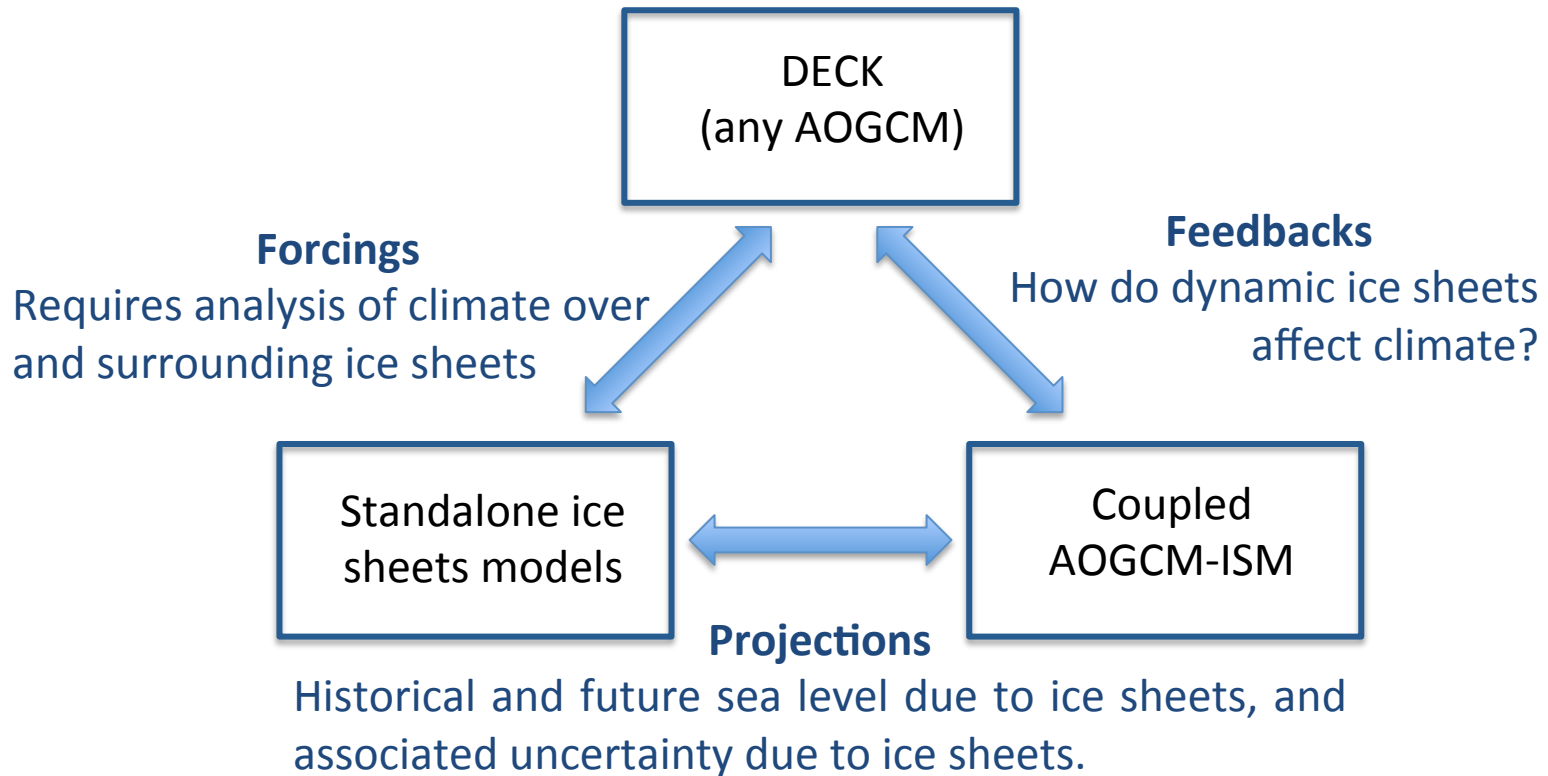 DECK
(any AOGCM)
Forcings
Requires analysis of climate over
and surrounding ice sheets
Feedbacks
How do dynamic ice sheets
affect climate?
Standalone ice
sheets models
Coupled
AOGCM-ISM
Projections
Historical and future sea level due to ice sheets, and
associated uncertainty due to ice sheets.